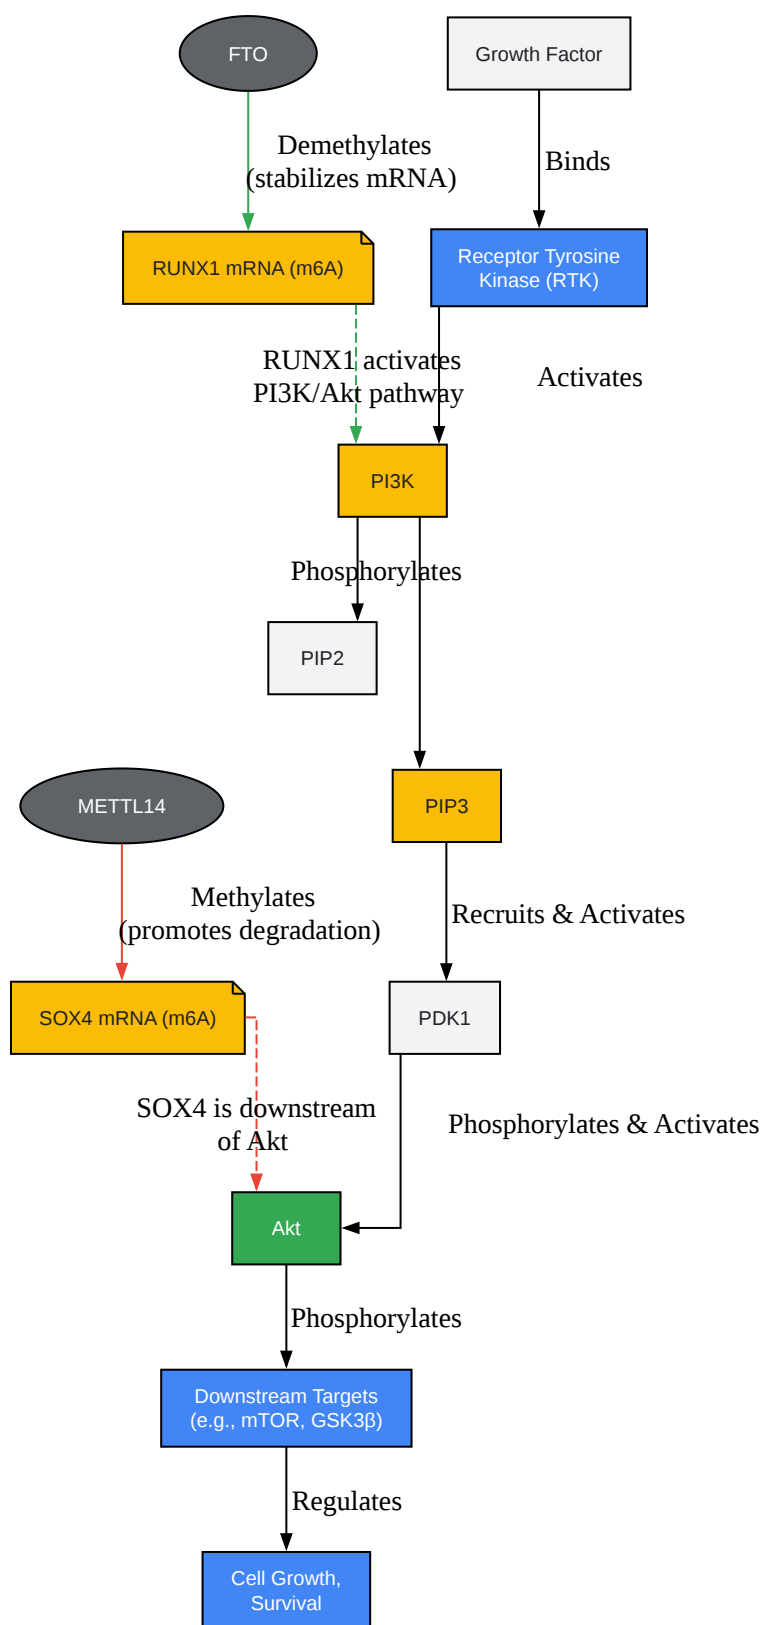 FTO
Growth Factor
Demethylates
(stabilizes mRNA)
Binds
RUNX1 mRNA (m6A)
Receptor Tyrosine
Kinase (RTK)
RUNX1 activates
PI3K/Akt pathway
Activates
PI3K
Phosphorylates
PIP2
METTL14
PIP3
Methylates
(promotes degradation)
Recruits & Activates
SOX4 mRNA (m6A)
PDK1
SOX4 is downstream
of Akt
Phosphorylates & Activates
Akt
Phosphorylates
Downstream Targets
(e.g., mTOR, GSK3β)
Regulates
Cell Growth,
Survival